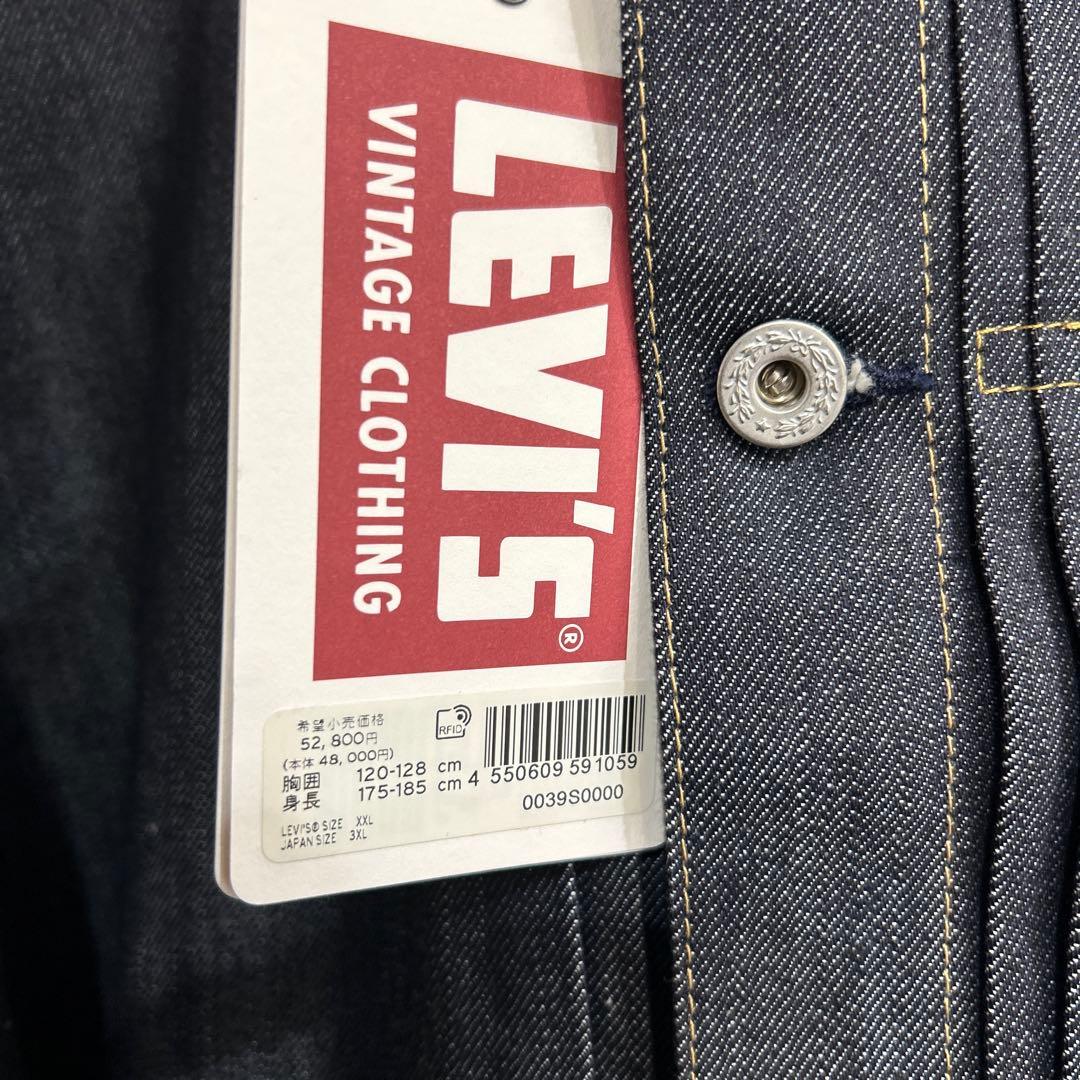 LEVI'S®
VINTAGE CLOTHING
希望小売価格
52,800円
(本体 48,000円)
胸囲 120-128 cm
身長 175-185 cm
LEVI'S® SIZE XXL
JAPAN SIZE 3XL
RFID
4 550609 591059
0039S0000